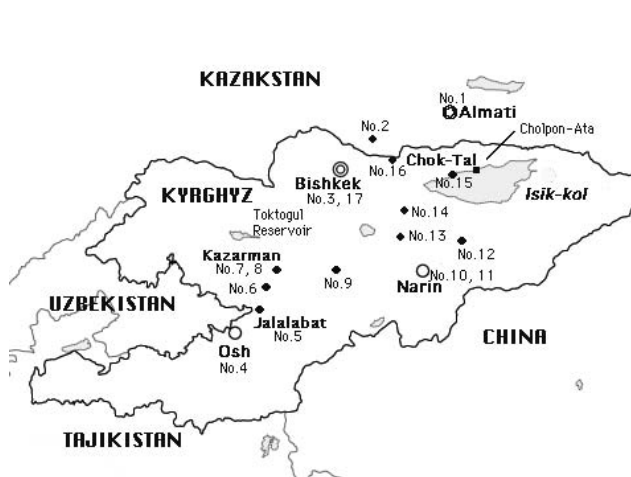 KAZAKSTAN
No.1
Almati
No.2
Cholpon-Ata
Chok-Tal
No.16
No.15
Bishkek
No.3, 17
Isik-kol
KYRGHYZ
Toktogul
Reservoir
No.14
No.13
No.12
Kazarman
No.7, 8
No.6
No.9
No.10, 11
Narin
UZBEKISTAN
Jalalabat
No.5
CHINA
Osh
No.4
TAJIKISTAN